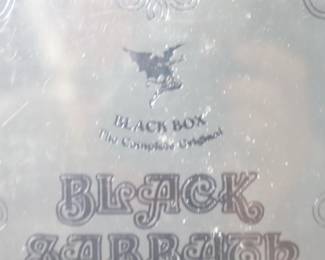 BLACK BOX
The Complete Original
BLACK
SABBATH